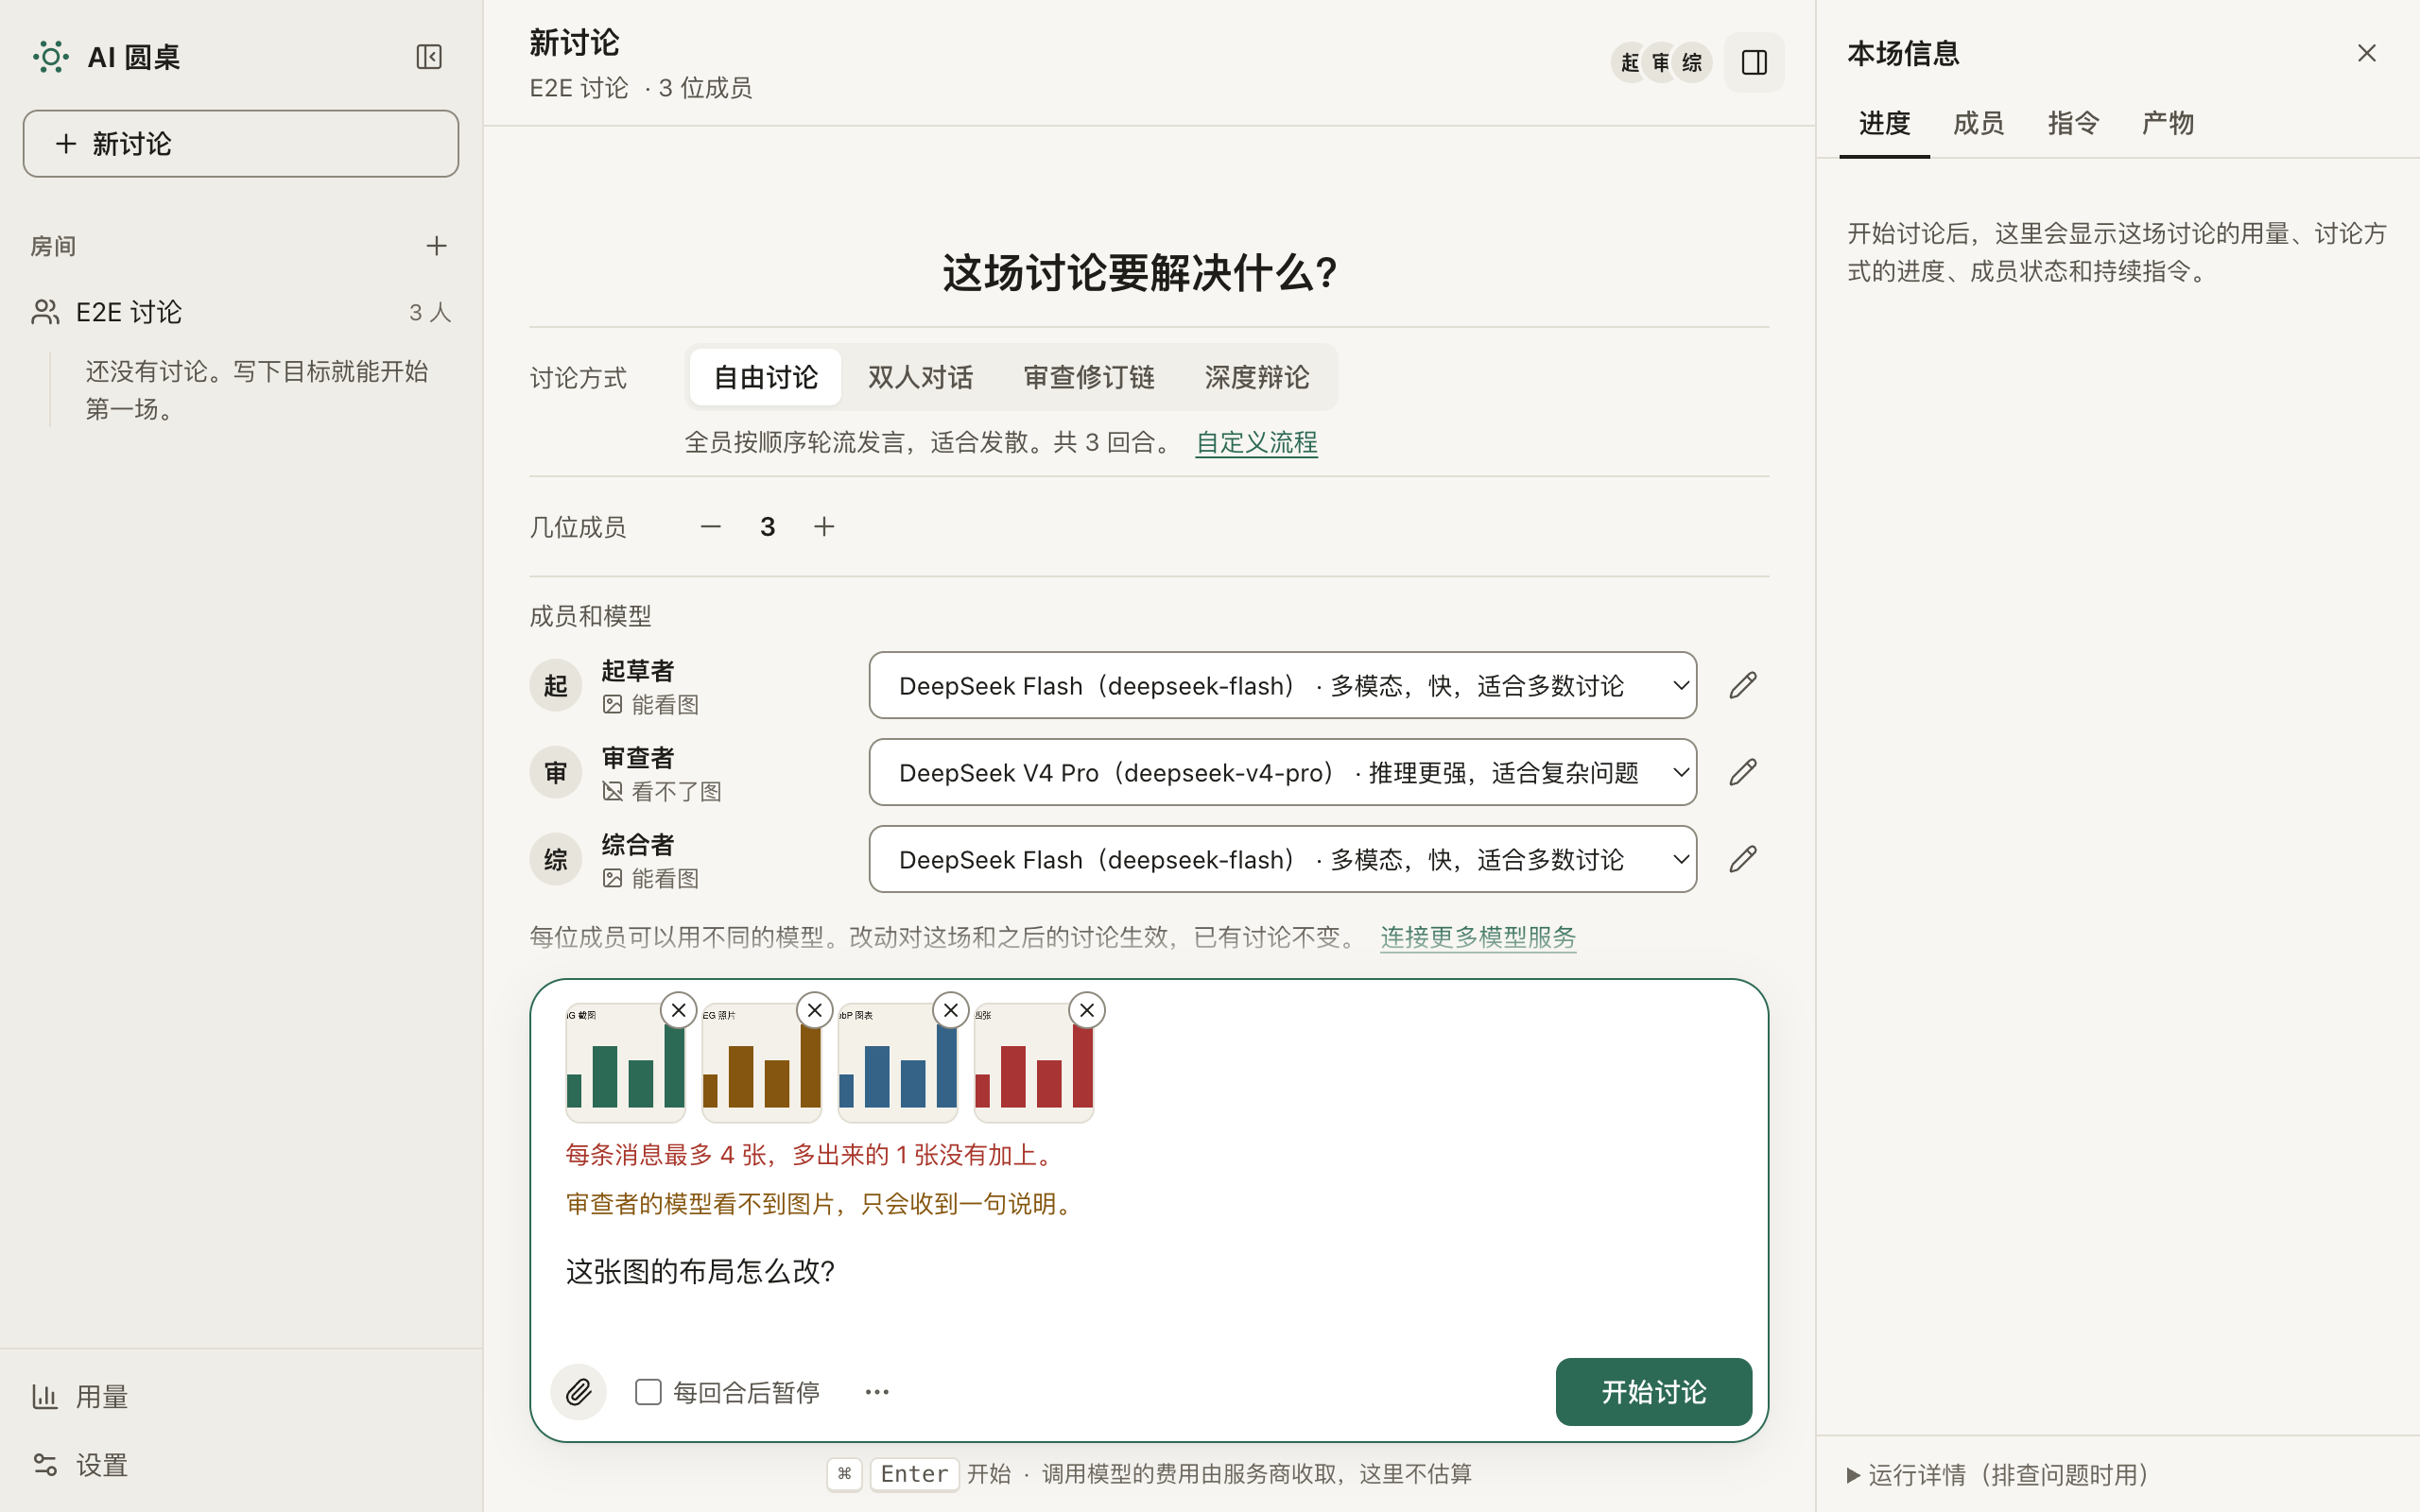 AI 圆桌
新讨论
房间
E2E 讨论
3 人
还没有讨论。写下目标就能开始
第一场。
用量
设置
新讨论
E2E 讨论 · 3 位成员
起 审 综
这场讨论要解决什么?
讨论方式
自由讨论 双人对话 审查修订链 深度辩论
全员按顺序轮流发言，适合发散。共 3 回合。 自定义流程
几位成员
3
成员和模型
起
起草者
能看图
DeepSeek Flash（deepseek-flash） · 多模态，快，适合多数讨论
审
审查者
看不了图
DeepSeek V4 Pro（deepseek-v4-pro） · 推理更强，适合复杂问题
综
综合者
能看图
DeepSeek Flash（deepseek-flash） · 多模态，快，适合多数讨论
每位成员可以用不同的模型。改动对这场和之后的讨论生效，已有讨论不变。 连接更多模型服务
截图
EG 照片
bP 图表
四张
每条消息最多 4 张，多出来的 1 张没有加上。
审查者的模型看不到图片，只会收到一句说明。
这张图的布局怎么改?
每回合后暂停
开始讨论
⌘ Enter 开始 · 调用模型的费用由服务商收取，这里不估算
本场信息
进度 成员 指令 产物
开始讨论后，这里会显示这场讨论的用量、讨论方
式的进度、成员状态和持续指令。
运行详情（排查问题时用）